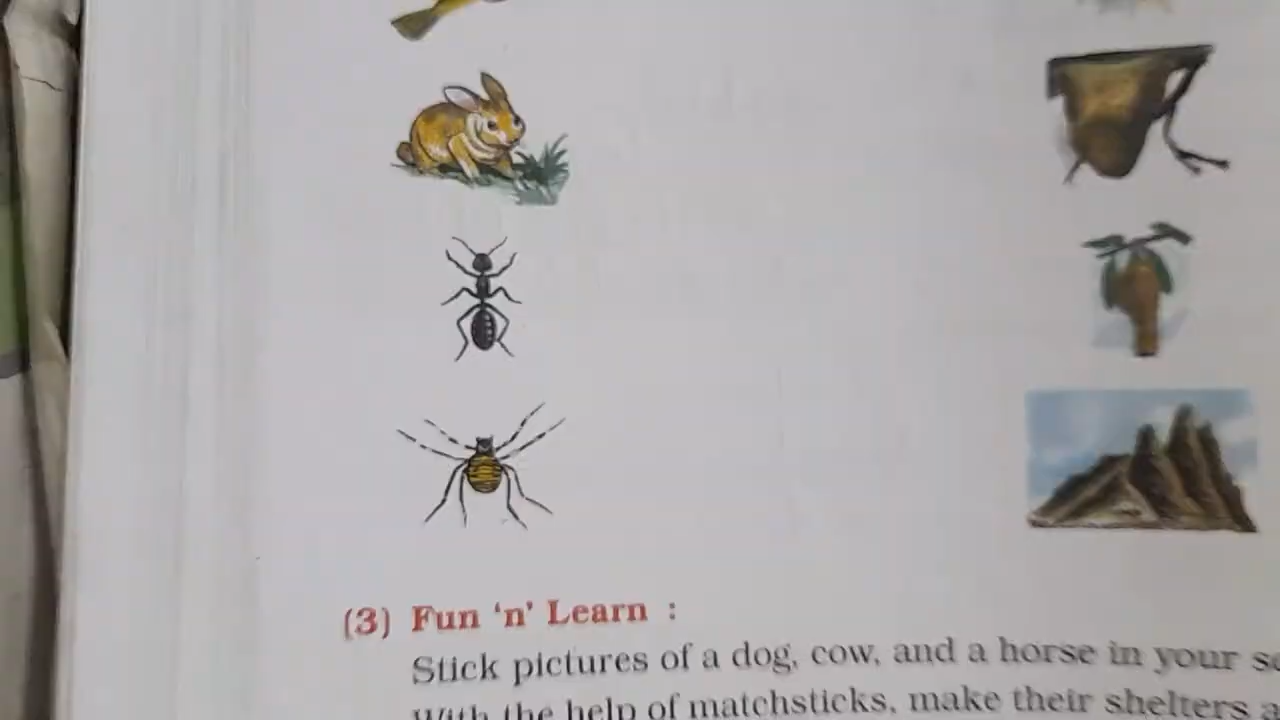 (3) Fun 'n' Learn :
Stick pictures of a dog, cow, and a horse in your
With the help of matchsticks, make their shelters